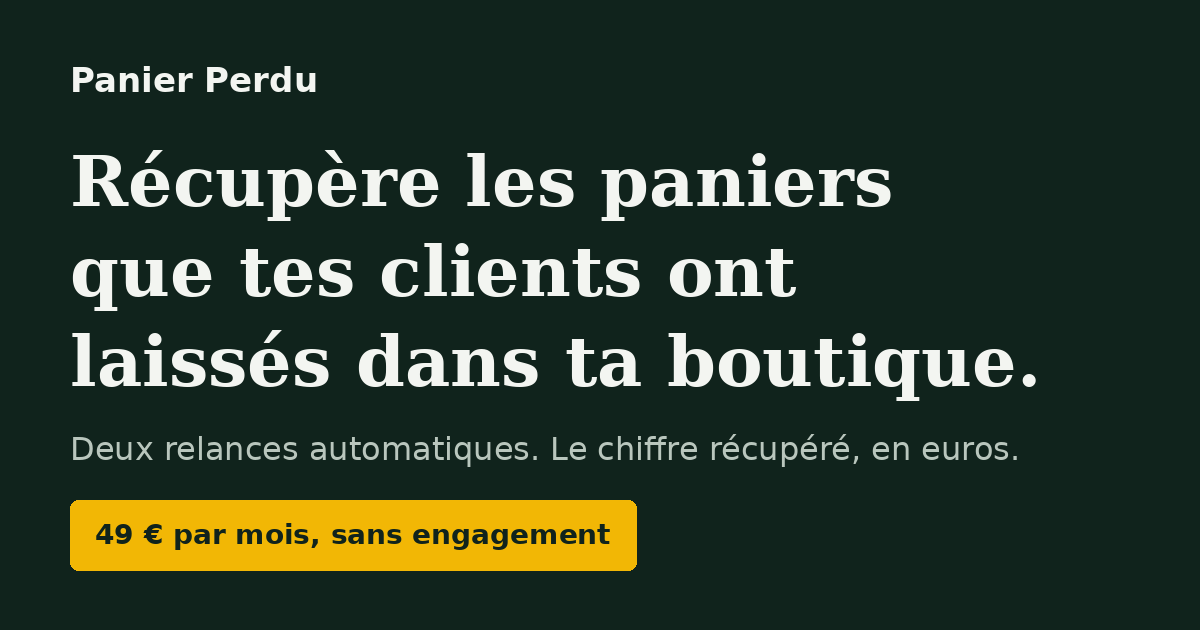 Panier Perdu
Récupère les paniers
que tes clients ont
laissés dans ta boutique.
Deux relances automatiques. Le chiffre récupéré, en euros.
49 € par mois, sans engagement